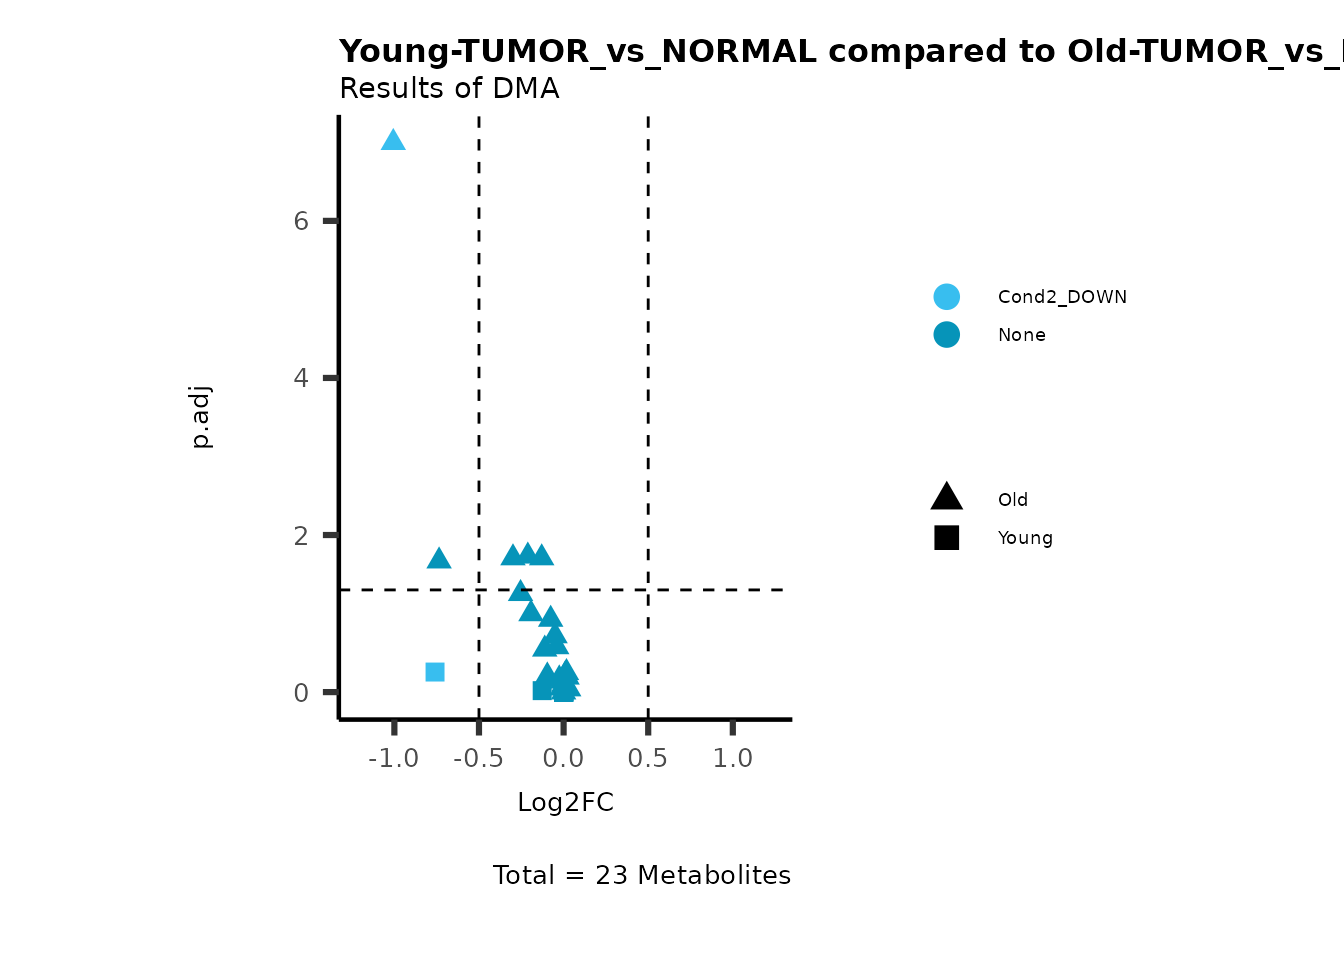 Young-TUMOR_vs_NORMAL compared to Old-TUMOR_vs_
Results of DMA
p.adj
6
4
2
0
-1.0 -0.5 0.0 0.5 1.0
Log2FC
Cond2_DOWN
None
Old
Young
Total = 23 Metabolites